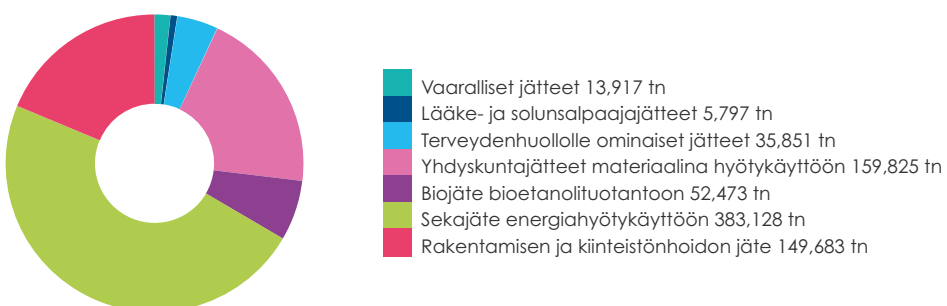 Vaaralliset jätteet 13,917 tn
Lääke- ja solunsalpaajajätteet 5,797 tn
Terveydenhuollolle ominaiset jätteet 35,851 tn
Yhdyskuntajätteet materiaalina hyötykäyttöön 159,825 tn
Biojäte bioetanolituotantoon 52,473 tn
Sekajäte energiahyötykäyttöön 383,128 tn
Rakentamisen ja kiinteistönhoidon jäte 149,683 tn